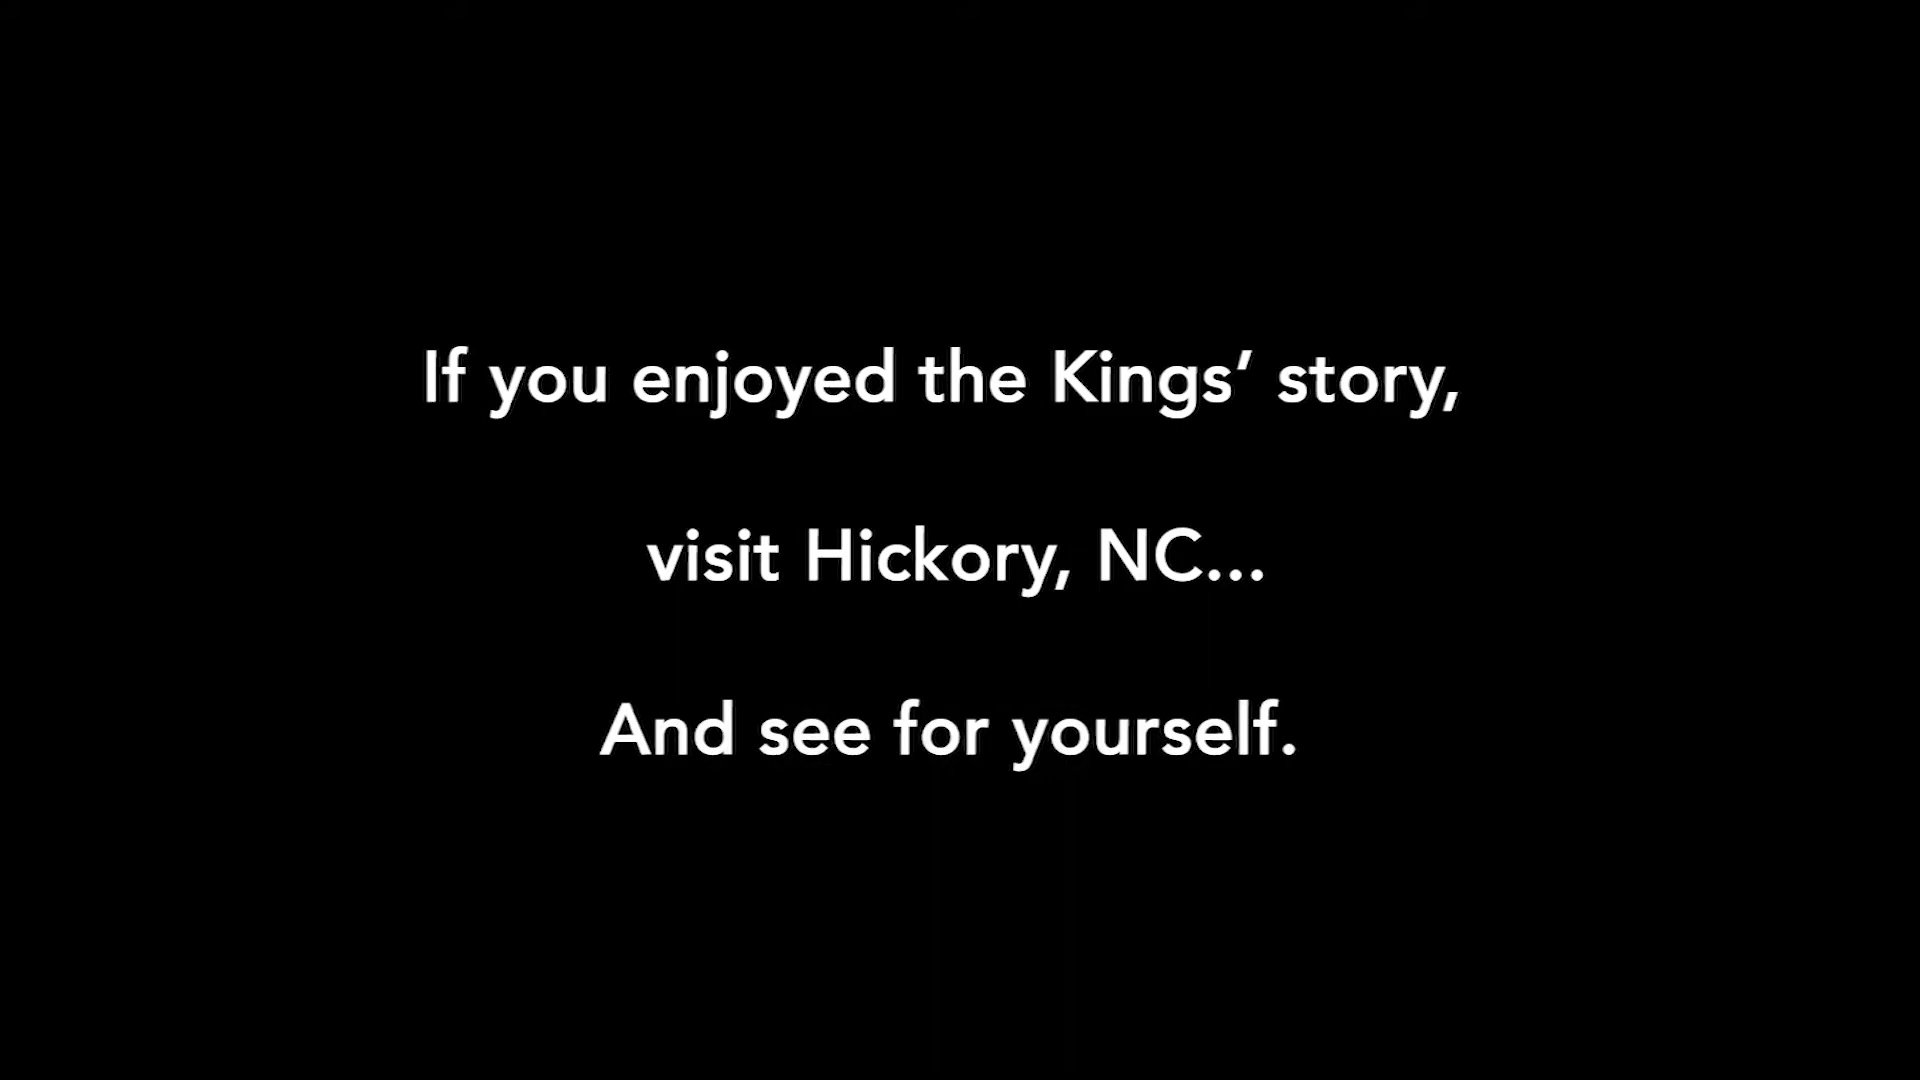 If you enjoyed the Kings’ story,
visit Hickory, NC...
And see for yourself.